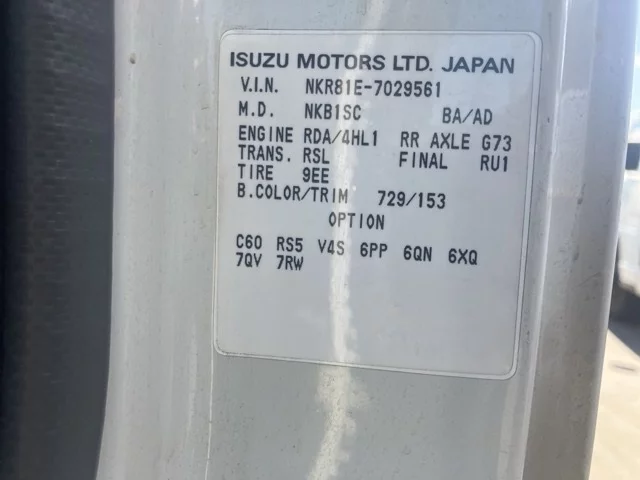 ISUZU MOTORS LTD. JAPAN
V.I.N. NKR81E-7029561
M.D. NKB1SC BA/AD
ENGINE RDA/4HL1 RR AXLE G73
TRANS. RSL FINAL RU1
TIRE 9EE
B.COLOR/TRIM 729/153
OPTION
C60 RS5 V4S 6PP 6QN 6XQ
7QV 7RW